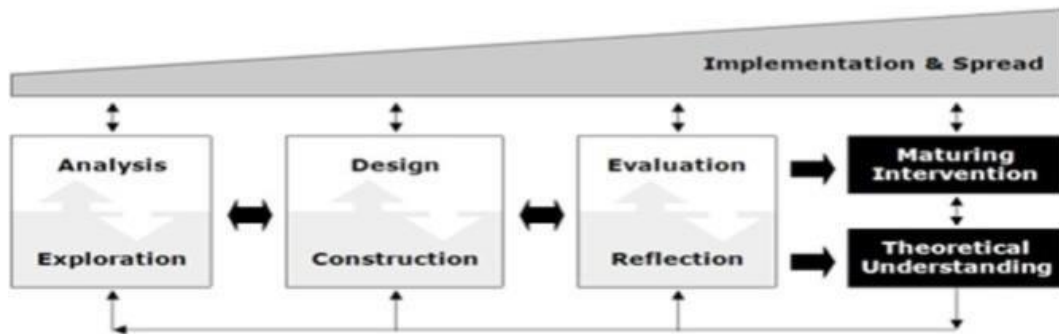 Implementation & Spread
Analysis
Exploration
Design
Construction
Evaluation
Reflection
Maturing
Intervention
Theoretical
Understanding